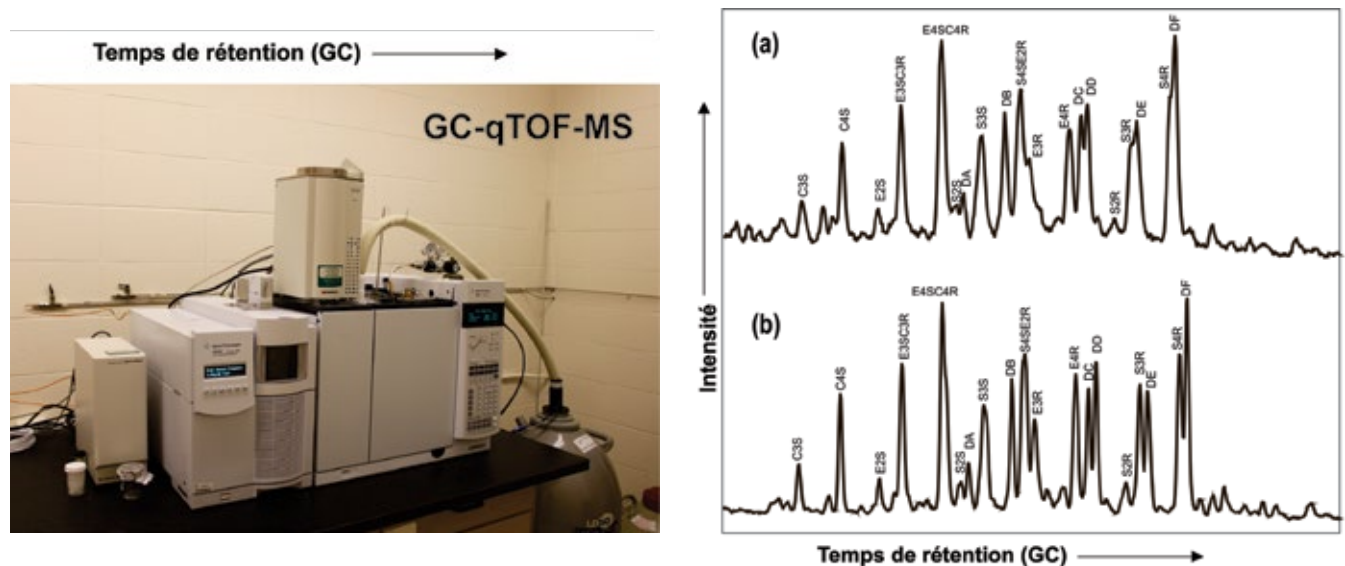 Temps de rétention (GC)
GC-qTOF-MS
Intensité
(a)
C3S
C4S
E2S
E3SC3R
E4SC4R
S2S
DA
S3S
DB
S4SE2R
E3R
E4R
DC
DD
S2R
S3R
DE
S4R
DF
(b)
C3S
C4S
E2S
E3SC3R
E4SC4R
S2S
DA
S3S
DB
S4SE2R
E3R
E4R
DC
DD
S2R
S3R
DE
S4R
DF
Temps de rétention (GC)